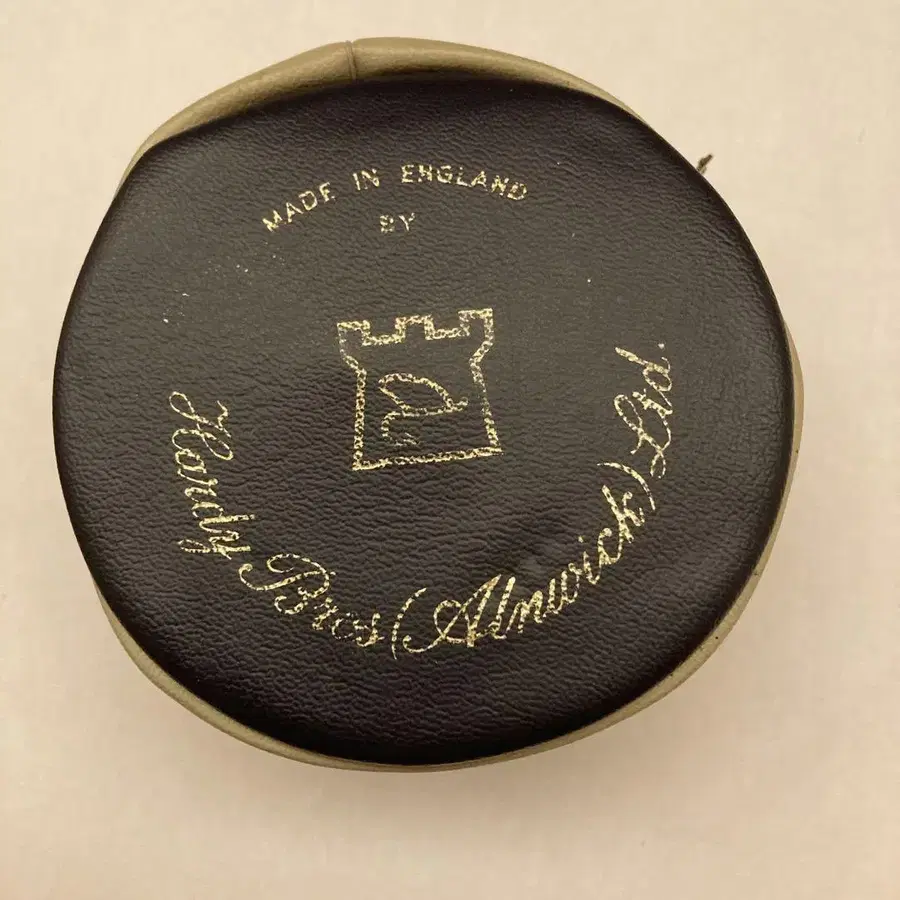 MADE IN ENGLAND
BY
Hardy Bros (Alnwick) Ltd.